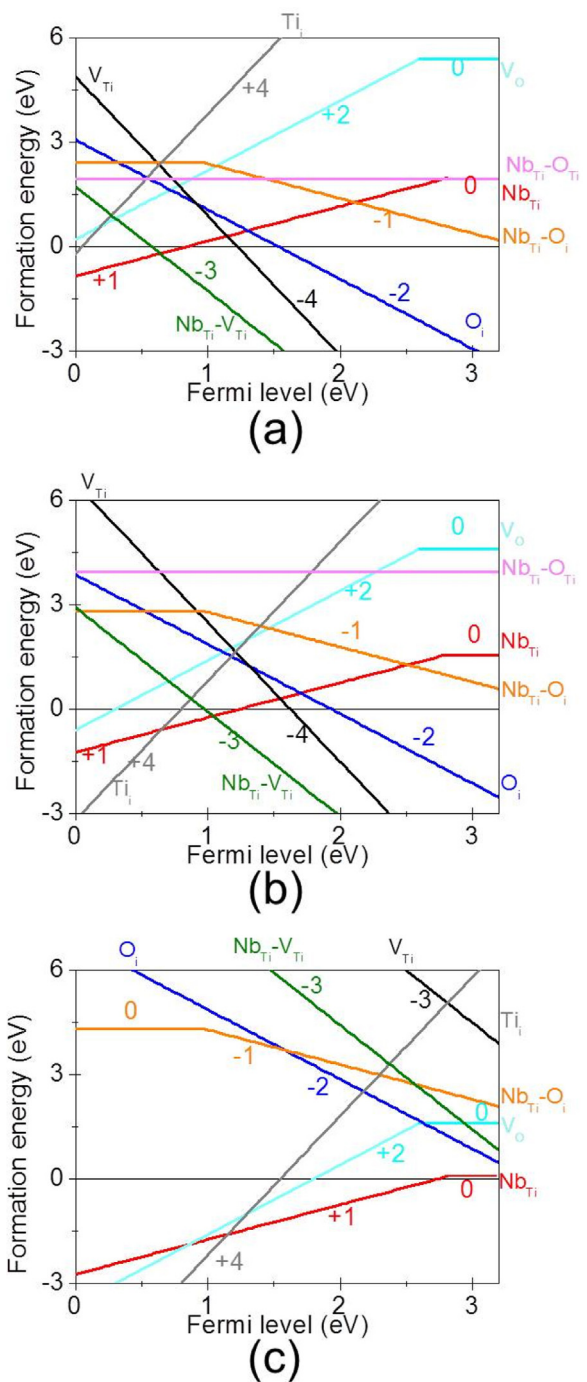 Ti_i
6
V_Ti
+4
0
V_O
+2
3
Nb_Ti-O_Ti
0
Nb_Ti
-1
Nb_Ti-O_i
0
+1
-3
-2
-4
Nb_Ti-V_Ti
O_i
-3
0 1 2 3
Formation energy (eV)
Fermi level (eV)
(a)
V_Ti
6
0
V_O
Nb_Ti-O_Ti
+2
3
0
Nb_Ti
-1
Nb_Ti-O_i
0
-3
-4
-2
+1
+4
Nb_Ti-V_Ti
Ti_i
O_i
-3
0 1 2 3
Formation energy (eV)
Fermi level (eV)
(b)
O_i
Nb_Ti-V_Ti
V_Ti
6
-3
-3
0
Ti_i
3
-1
-2
Nb_Ti-O_i
0
V_O
+2
0
Nb_Ti
0
+1
+4
-3
0 1 2 3
Formation energy (eV)
Fermi level (eV)
(c)